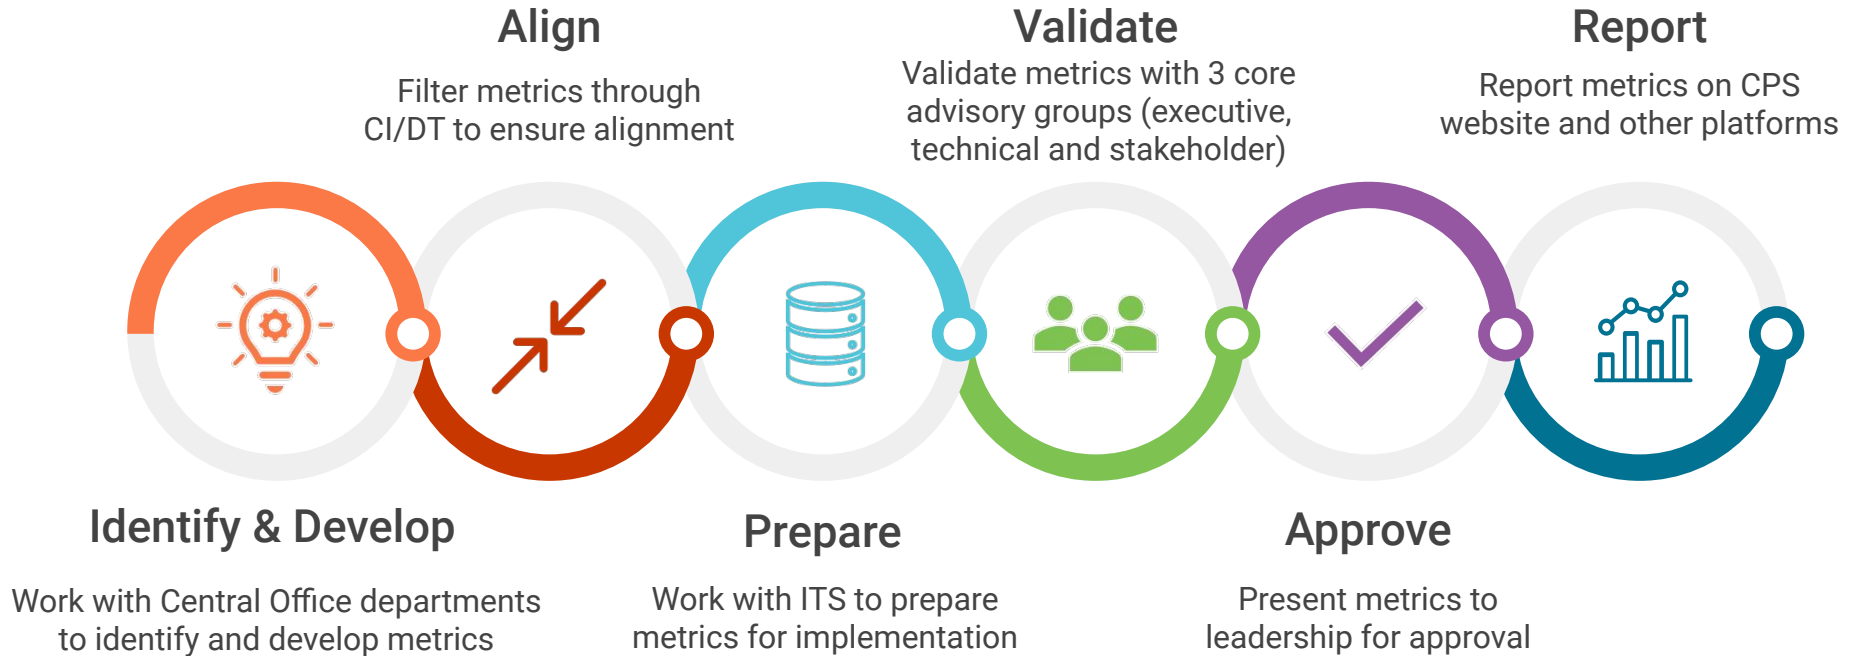 Identify & Develop
Work with Central Office departments
to identify and develop metrics
Align
Filter metrics through
CI/DT to ensure alignment
Prepare
Work with ITS to prepare
metrics for implementation
Validate
Validate metrics with 3 core
advisory groups (executive,
technical and stakeholder)
Approve
Present metrics to
leadership for approval
Report
Report metrics on CPS
website and other platforms